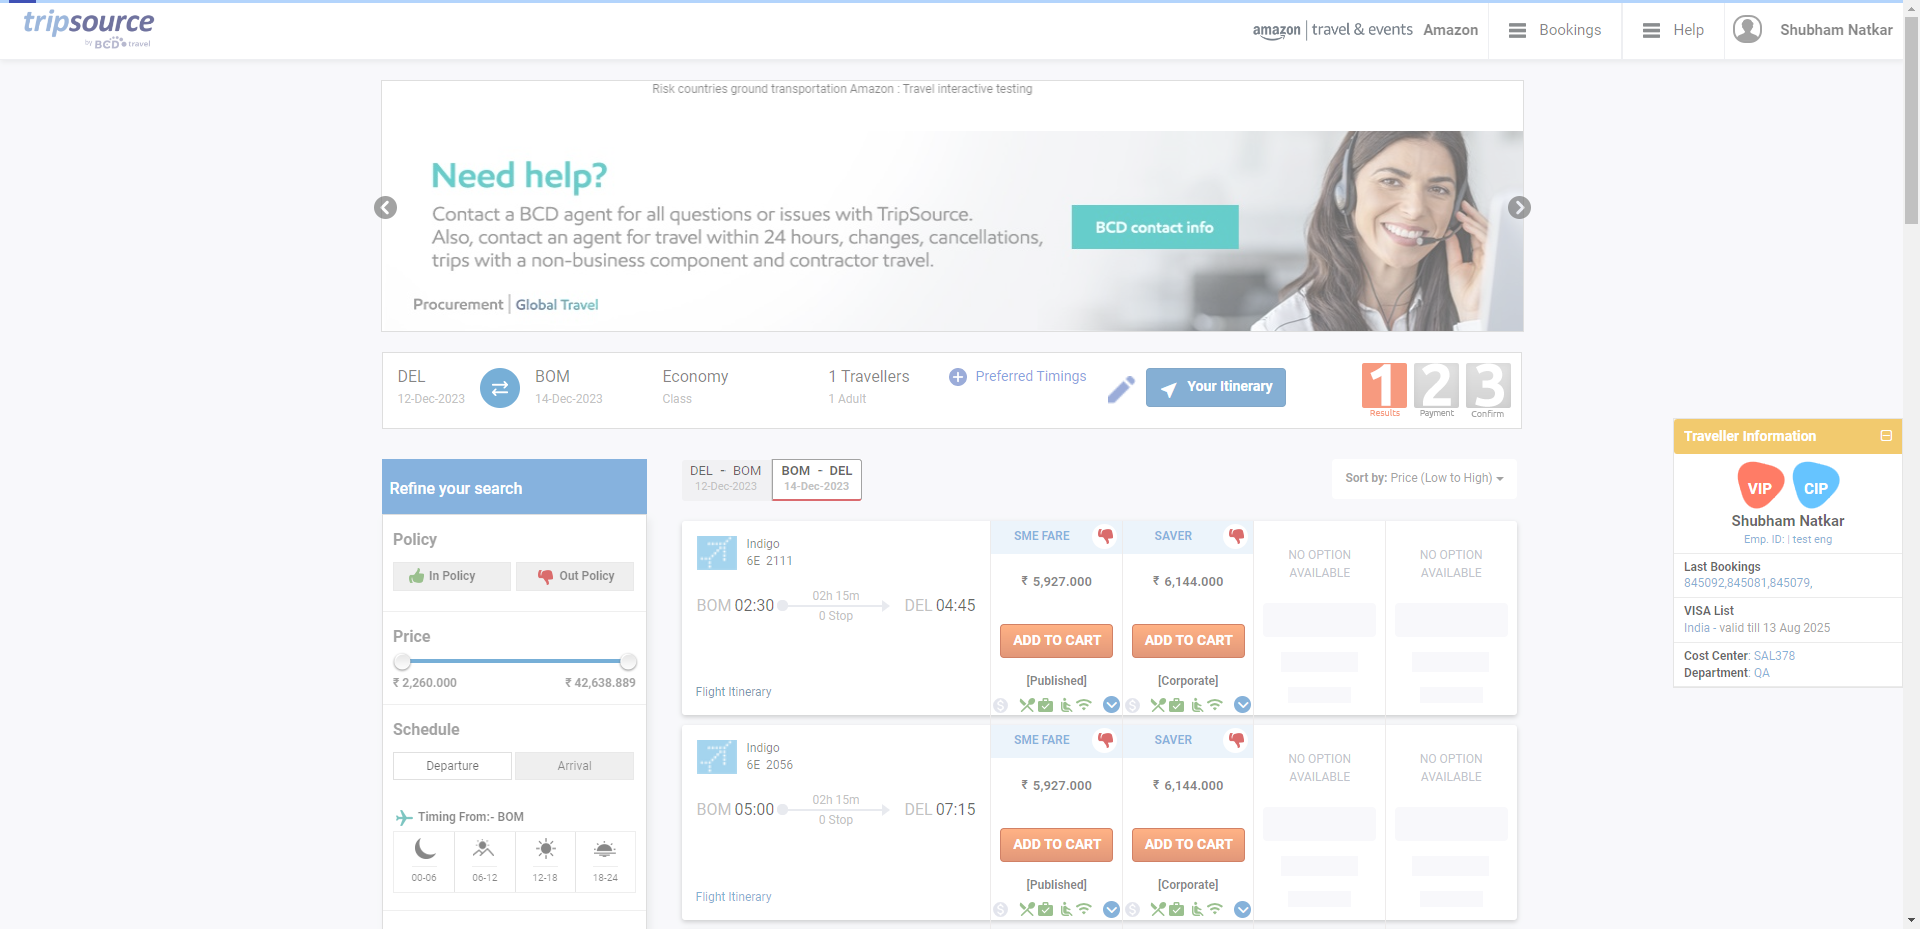 tripsource
by BCD travel
amazon | travel & events Amazon
Bookings
Help
Shubham Natkar
Risk countries ground transportation Amazon : Travel interactive testing
Need help?
Contact a BCD agent for all questions or issues with TripSource.
Also, contact an agent for travel within 24 hours, changes, cancellations,
trips with a non-business component and contractor travel.
BCD contact info
Procurement | Global Travel
DEL
12-Dec-2023
BOM
14-Dec-2023
Economy
Class
1 Travellers
1 Adult
Preferred Timings
Your Itinerary
1
Results
2
Payment
3
Confirm
Refine your search
Policy
In Policy
Out Policy
Price
₹ 2,260.000
₹ 42,638.889
Schedule
Departure
Arrival
Timing From:- BOM
00-06
06-12
12-18
18-24
DEL - BOM
12-Dec-2023
BOM - DEL
14-Dec-2023
Sort by: Price (Low to High)
Indigo
6E 2111
BOM 02:30
02h 15m
0 Stop
DEL 04:45
Flight Itinerary
SME FARE
₹ 5,927.000
ADD TO CART
[Published]
SAVER
₹ 6,144.000
ADD TO CART
[Corporate]
NO OPTION
AVAILABLE
NO OPTION
AVAILABLE
Indigo
6E 2056
BOM 05:00
02h 15m
0 Stop
DEL 07:15
Flight Itinerary
SME FARE
₹ 5,927.000
ADD TO CART
[Published]
SAVER
₹ 6,144.000
ADD TO CART
[Corporate]
NO OPTION
AVAILABLE
NO OPTION
AVAILABLE
Traveller Information
VIP
CIP
Shubham Natkar
Emp. ID: | test eng
Last Bookings
845092,845081,845079,
VISA List
India - valid till 13 Aug 2025
Cost Center: SAL378
Department: QA